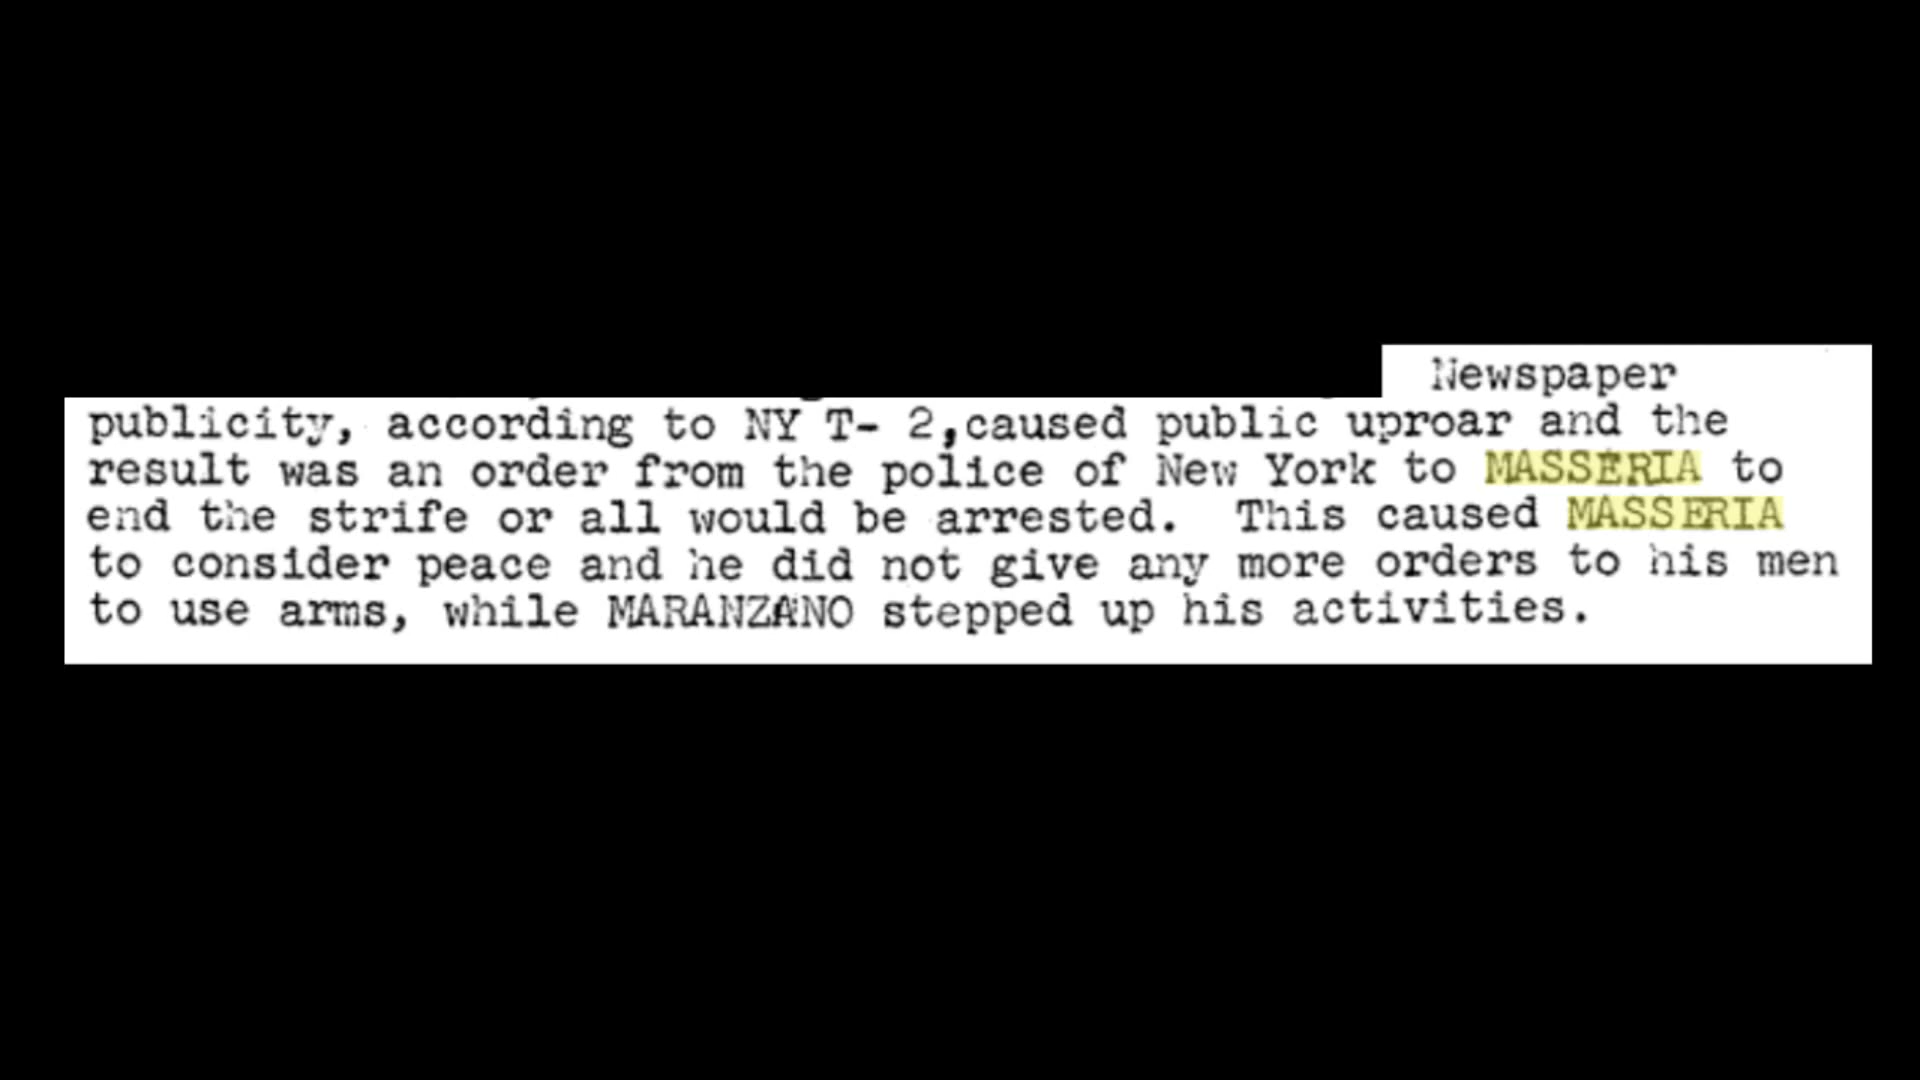 Newspaper
publicity, according to NY T- 2,caused public uproar and the
result was an order from the police of New York to MASSERIA to
end the strife or all would be arrested. This caused MASSERIA
to consider peace and he did not give any more orders to his men
to use arms, while MARANZANO stepped up his activities.